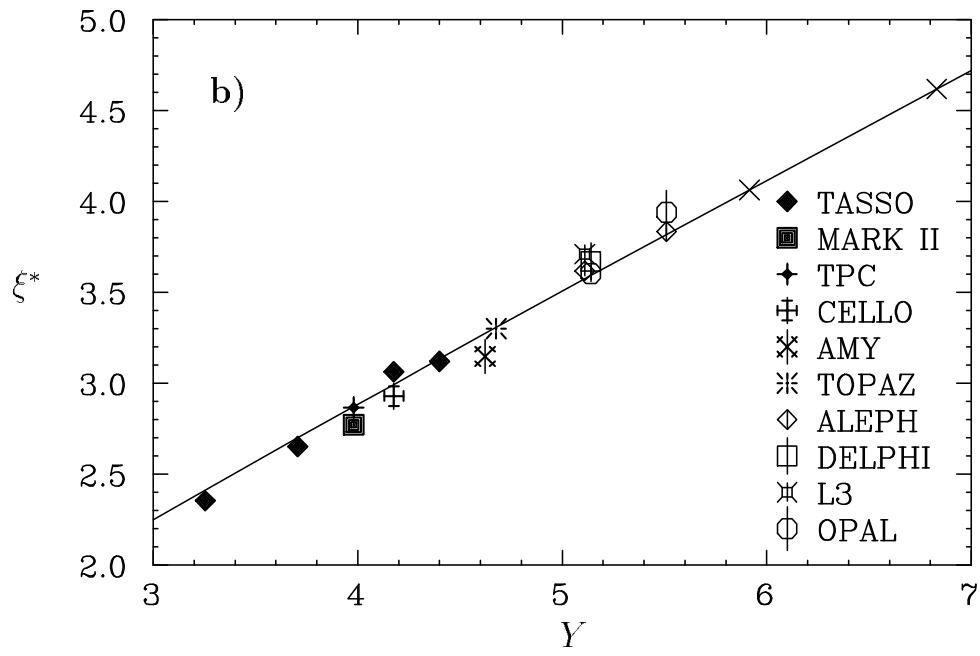 5.0
b)
4.5
4.0
TASSO
MARK II
ξ*
3.5
TPC
CELLO
AMY
3.0
TOPAZ
ALEPH
DELPHI
2.5
L3
OPAL
2.0
3 4 5 6 7
Y